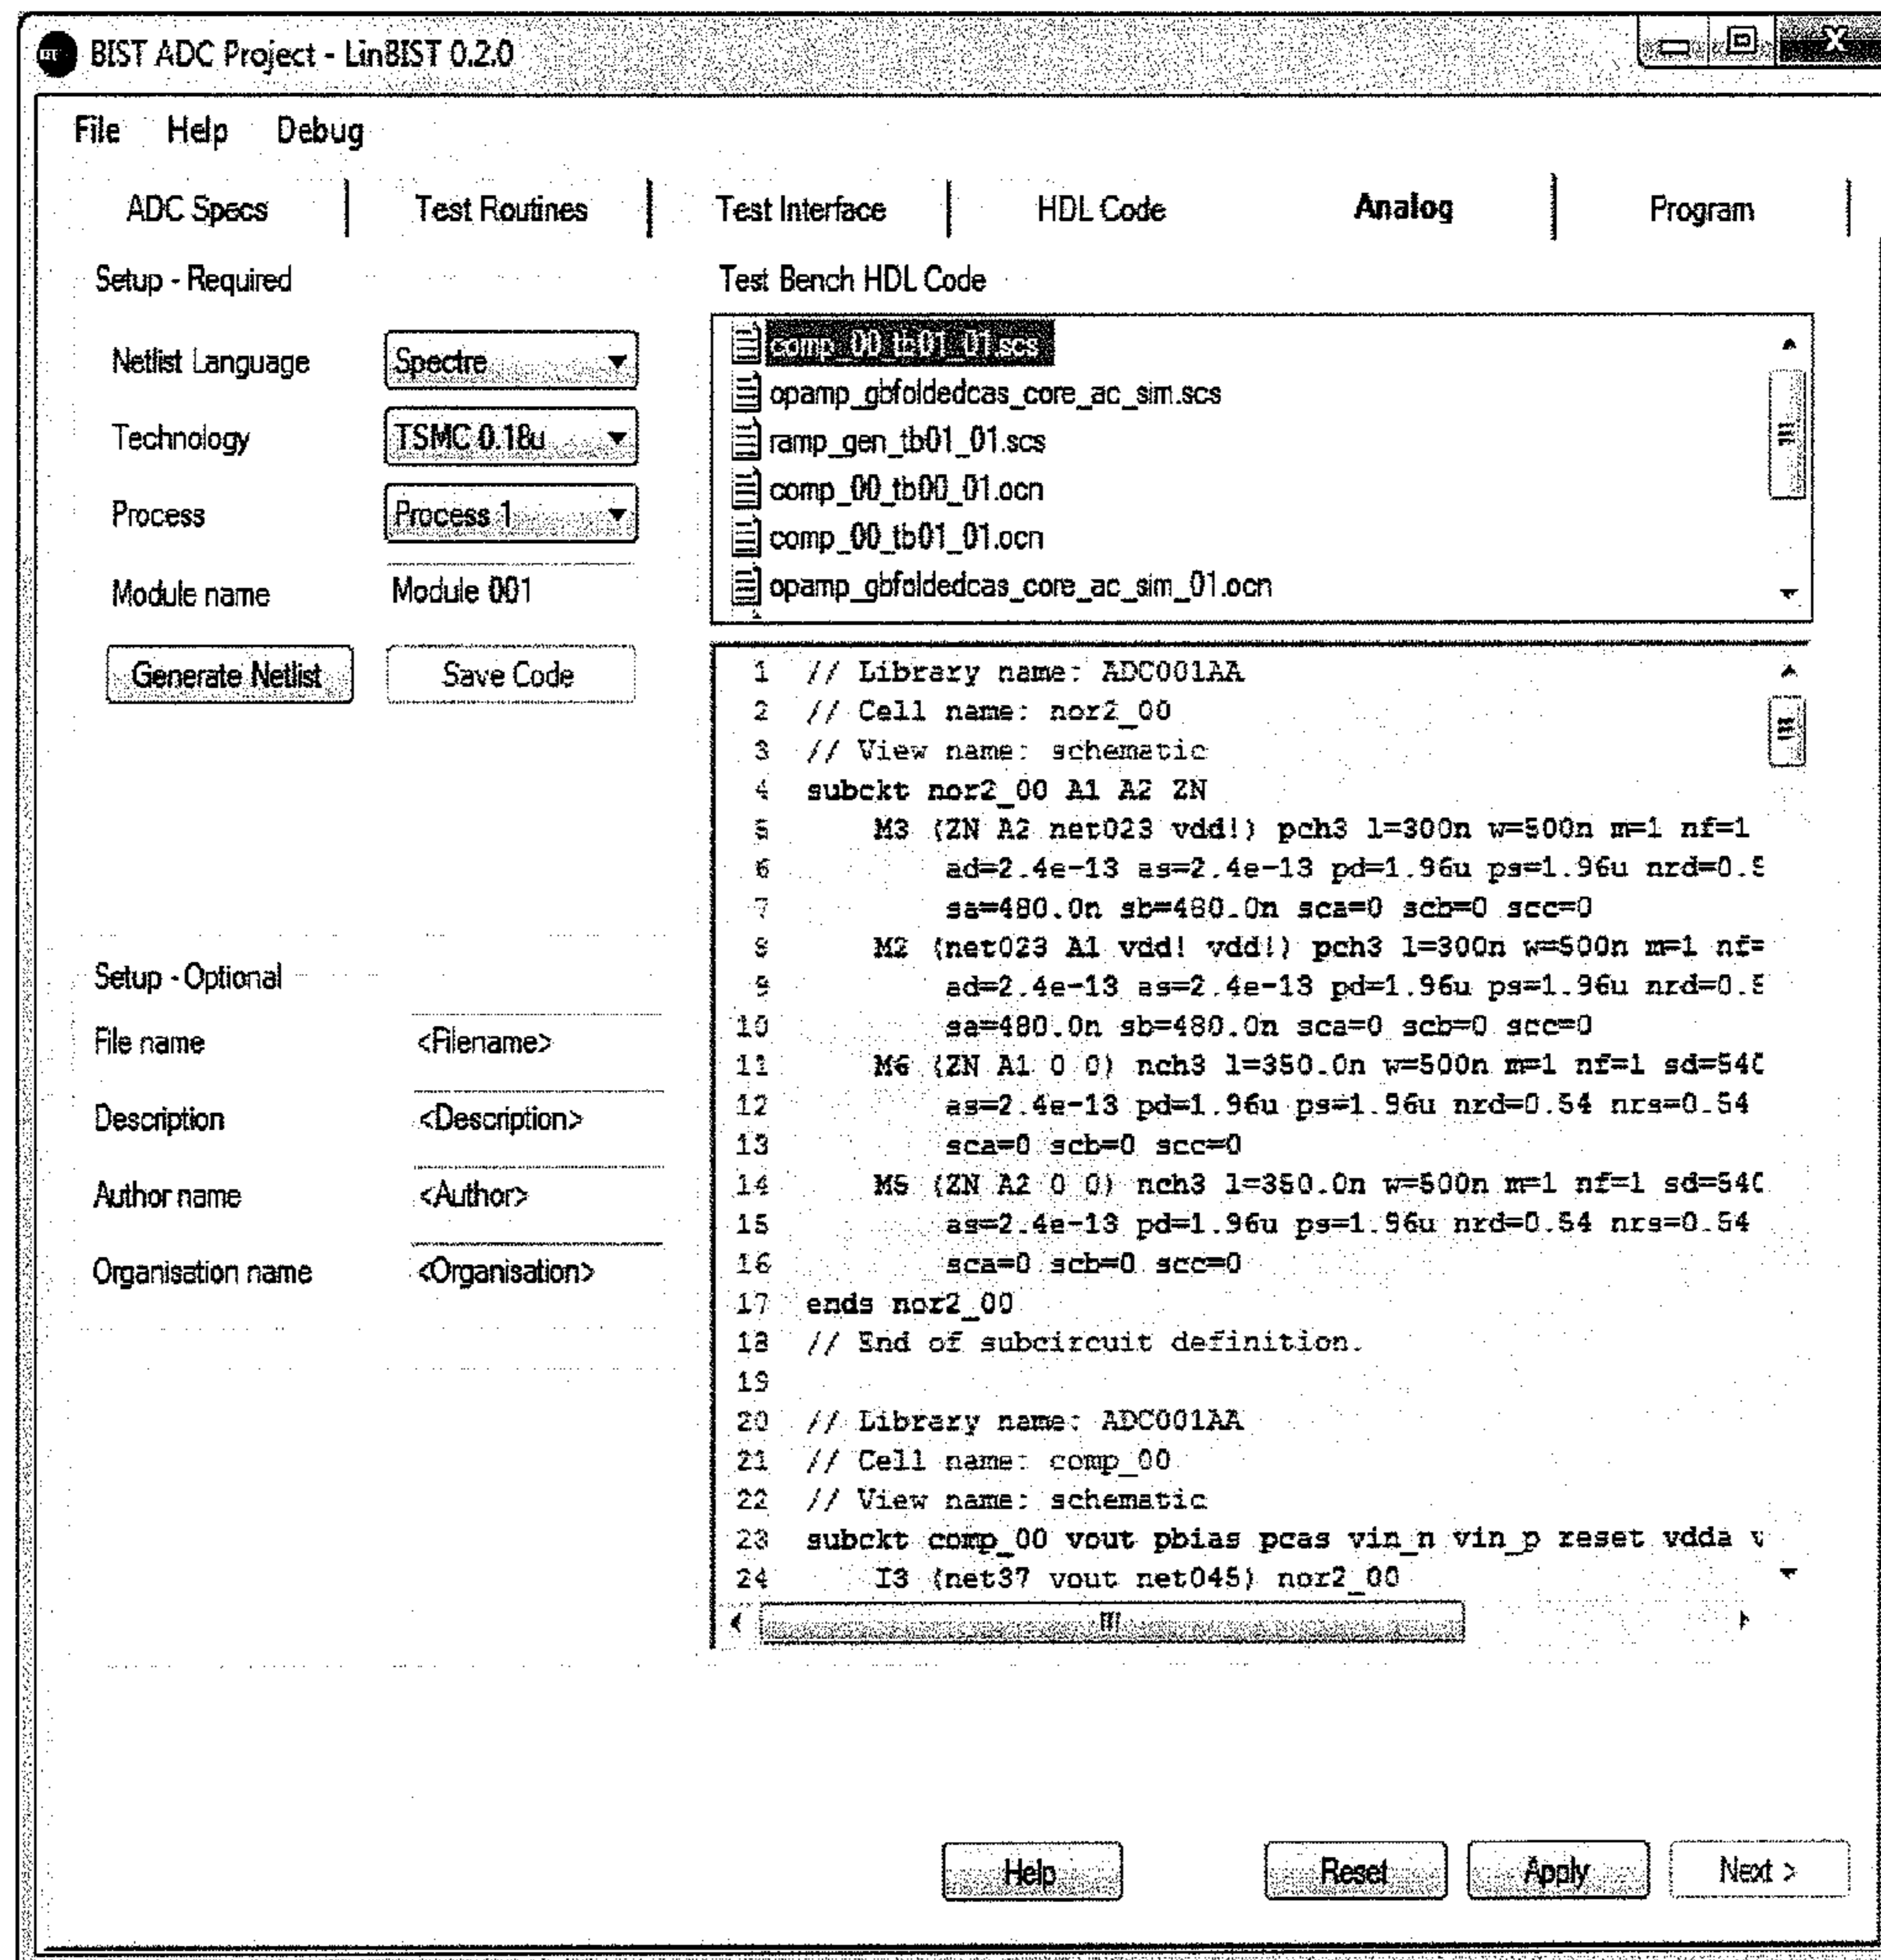 BIST ADC Project - LinBIST 0.2.0
File Help Debug
ADC Specs Test Routines Test Interface HDL Code Analog Program
Setup - Required
Netlist Language Spectre
Technology TSMC 0.18u
Process Process 1
Module name Module 001
Generate Netlist Save Code
Setup - Optional
File name <Filename>
Description <Description>
Author name <Author>
Organisation name <Organisation>
Test Bench HDL Code
comp_00_tb01_01.scs
opamp_gbfoldedcas_core_ac_sim.scs
ramp_gen_tb01_01.scs
comp_00_tb00_01.ocn
comp_00_tb01_01.ocn
opamp_gbfoldedcas_core_ac_sim_01.ocn
1 // Library name: ADC001AA
2 // Cell name: nor2_00
3 // View name: schematic
4 subckt nor2_00 A1 A2 ZN
5 M3 (ZN A2 net023 vdd!) pch3 l=300n w=500n m=1 nf=1
6 ad=2.4e-13 as=2.4e-13 pd=1.96u ps=1.96u nrd=0.5
7 sa=480.0n sb=480.0n sca=0 scb=0 scc=0
8 M2 (net023 A1 vdd! vdd!) pch3 l=300n w=500n m=1 nf=
9 ad=2.4e-13 as=2.4e-13 pd=1.96u ps=1.96u nrd=0.5
10 sa=480.0n sb=480.0n sca=0 scb=0 scc=0
11 M6 (ZN A1 0 0) nch3 l=350.0n w=500n m=1 nf=1 sd=540
12 as=2.4e-13 pd=1.96u ps=1.96u nrd=0.54 nrs=0.54
13 sca=0 scb=0 scc=0
14 M5 (ZN A2 0 0) nch3 l=350.0n w=500n m=1 nf=1 sd=540
15 as=2.4e-13 pd=1.96u ps=1.96u nrd=0.54 nrs=0.54
16 sca=0 scb=0 scc=0
17 ends nor2_00
18 // End of subcircuit definition.
19
20 // Library name: ADC001AA
21 // Cell name: comp_00
22 // View name: schematic
23 subckt comp_00 vout pbias pcas vin_n vin_p reset vdda v
24 I3 (net37 vout net045) nor2_00
Help Reset Apply Next >